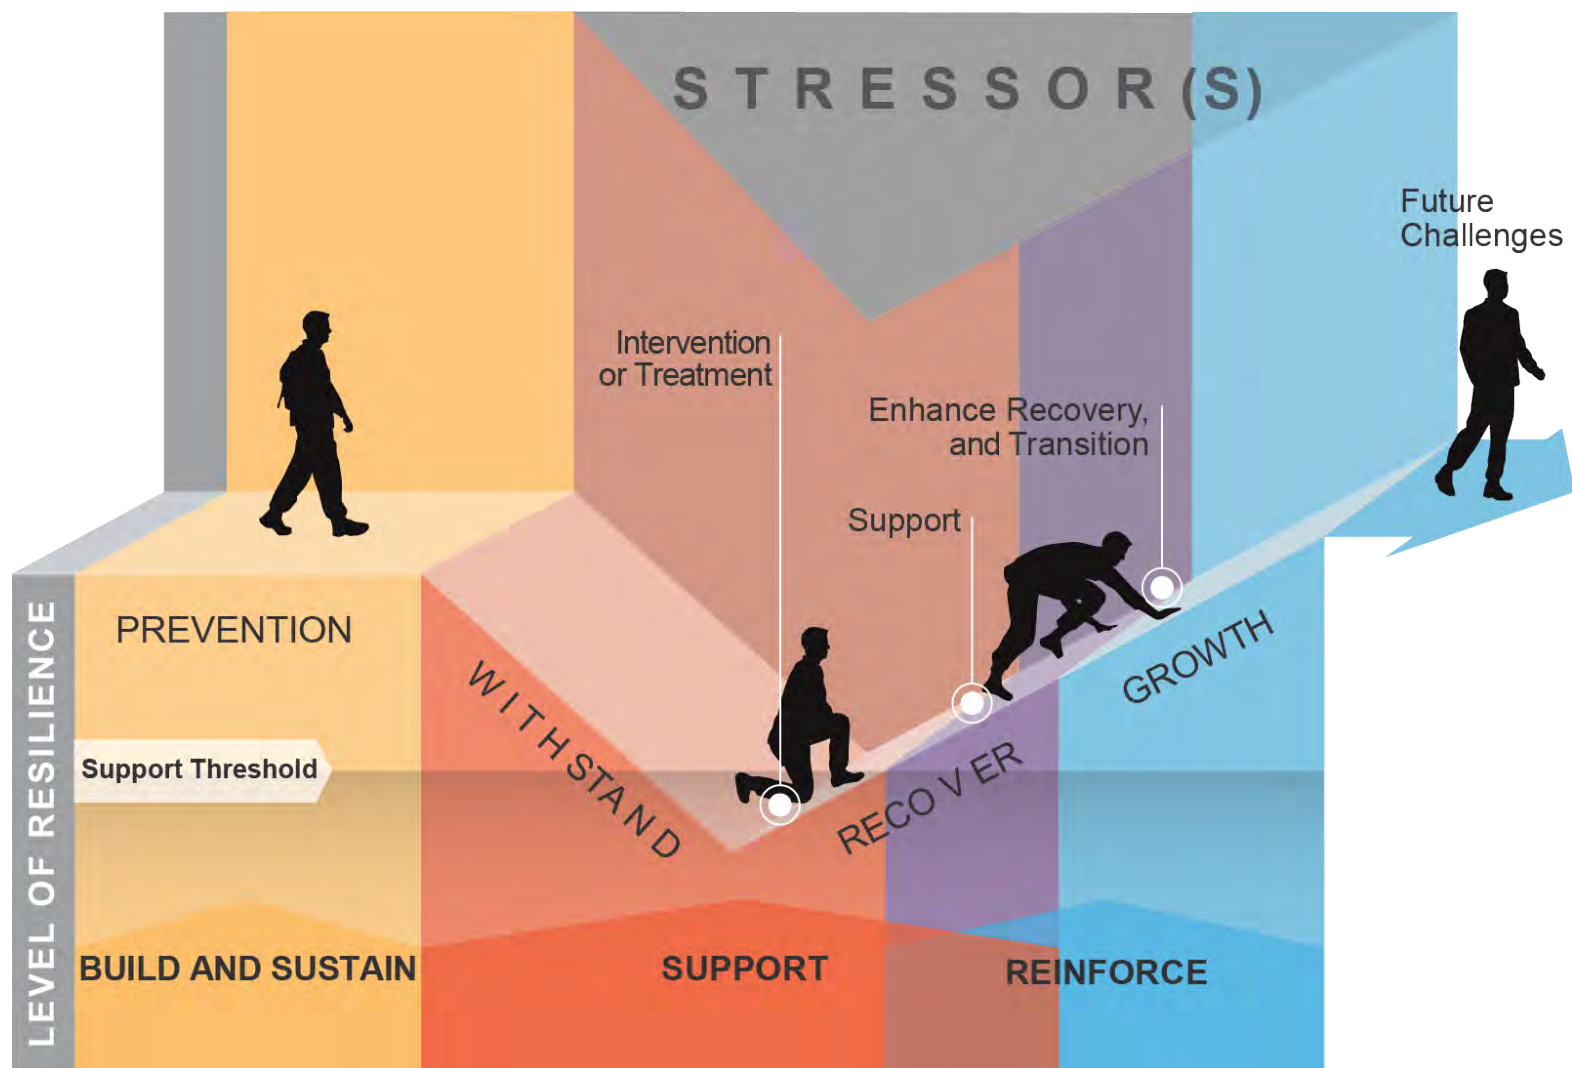 STRESSOR(S)
Future
Challenges
Intervention
or Treatment
Enhance Recovery,
and Transition
Support
PREVENTION
WITHSTAND
RECOVER
GROWTH
Support Threshold
LEVEL OF RESILIENCE
BUILD AND SUSTAIN
SUPPORT
REINFORCE